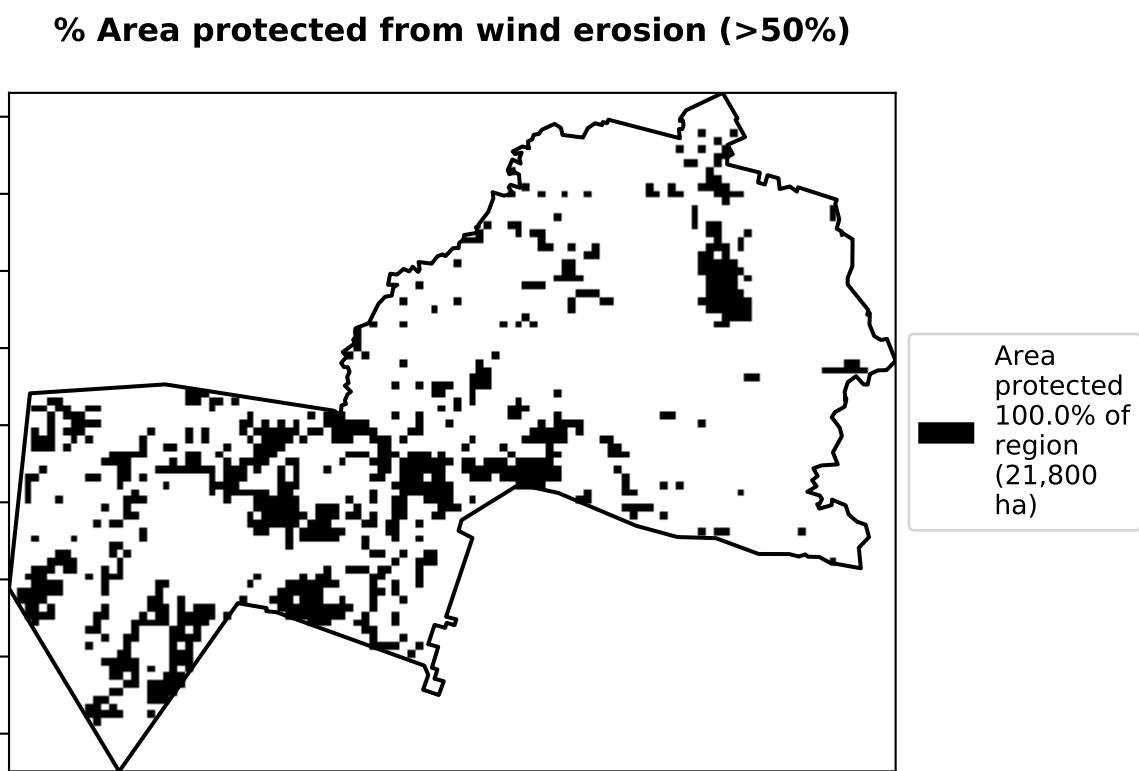 % Area protected from wind erosion (>50%)
Area
protected
100.0% of
region
(21,800
ha)